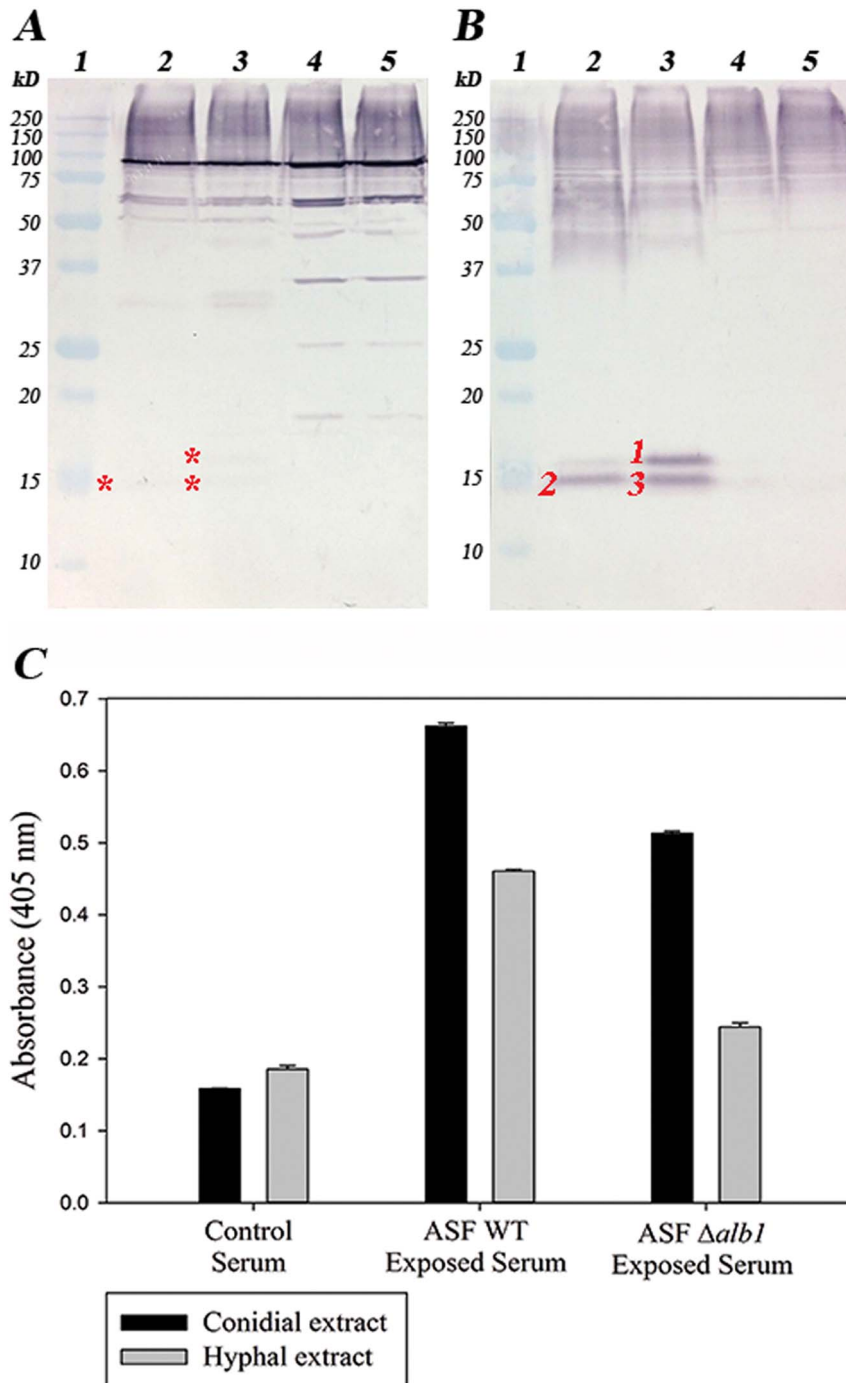 A
B
kD 1 2 3 4 5
kD 1 2 3 4 5
250
150
100
75
50
37
25
20
15
10
* * *
250
150
100
75
50
37
25
20
15
10
1
2 3
C
0.7
0.6
0.5
0.4
0.3
0.2
0.1
0.0
Absorbance (405 nm)
Control
Serum
ASF WT
Exposed Serum
ASF Δalb1
Exposed Serum
Conidial extract
Hyphal extract